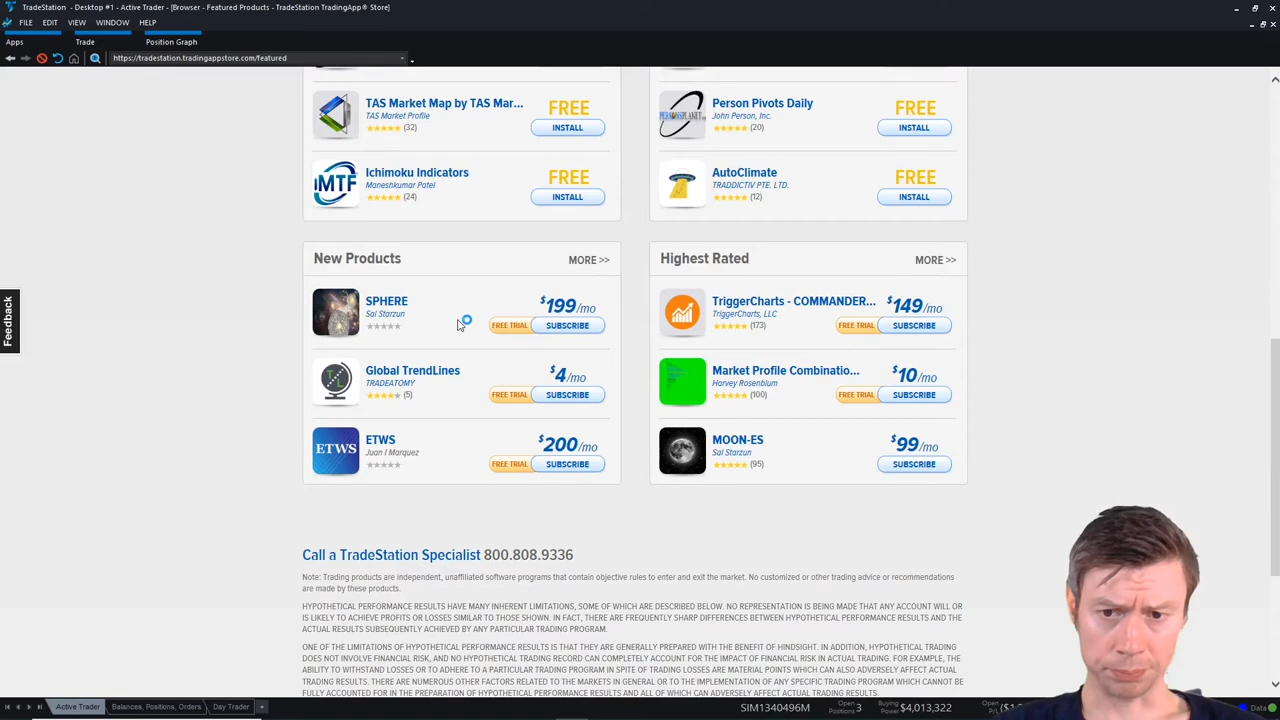 TradeStation - Desktop #1 - Active Trader - [Browser - Featured Products - TradeStation TradingApp® Store]
FILE EDIT VIEW WINDOW HELP
Apps Trade Position Graph
https://tradestation.tradingappstore.com/featured
Feedback
TAS Market Map by TAS Mar...
TAS Market Profile
(32)
FREE
INSTALL
Person Pivots Daily
John Person, Inc.
(20)
FREE
INSTALL
MTF
Ichimoku Indicators
Maneshkumar Patel
(24)
FREE
INSTALL
AutoClimate
TRADDICTIV PTE. LTD.
(12)
FREE
INSTALL
New Products MORE >>
SPHERE
Sal Starzun
$199/mo
FREE TRIAL SUBSCRIBE
TL
Global TrendLines
TRADEATOMY
(5)
$4/mo
FREE TRIAL SUBSCRIBE
ETWS
ETWS
Juan I Marquez
$200/mo
FREE TRIAL SUBSCRIBE
Highest Rated MORE >>
TriggerCharts - COMMANDER...
TriggerCharts, LLC
(173)
$149/mo
FREE TRIAL SUBSCRIBE
Market Profile Combinatio...
Harvey Rosenblum
(100)
$10/mo
FREE TRIAL SUBSCRIBE
MOON-ES
Sal Starzun
(95)
$99/mo
SUBSCRIBE
Call a TradeStation Specialist 800.808.9336
Note: Trading products are independent, unaffiliated software programs that contain objective rules to enter and exit the market. No customized or other trading advice or recommendations
are made by these products.
HYPOTHETICAL PERFORMANCE RESULTS HAVE MANY INHERENT LIMITATIONS, SOME OF WHICH ARE DESCRIBED BELOW. NO REPRESENTATION IS BEING MADE THAT ANY ACCOUNT WILL OR
IS LIKELY TO ACHIEVE PROFITS OR LOSSES SIMILAR TO THOSE SHOWN. IN FACT, THERE ARE FREQUENTLY SHARP DIFFERENCES BETWEEN HYPOTHETICAL PERFORMANCE RESULTS AND THE
ACTUAL RESULTS SUBSEQUENTLY ACHIEVED BY ANY PARTICULAR TRADING PROGRAM.
ONE OF THE LIMITATIONS OF HYPOTHETICAL PERFORMANCE RESULTS IS THAT THEY ARE GENERALLY PREPARED WITH THE BENEFIT OF HINDSIGHT. IN ADDITION, HYPOTHETICAL TRADING
DOES NOT INVOLVE FINANCIAL RISK, AND NO HYPOTHETICAL TRADING RECORD CAN COMPLETELY ACCOUNT FOR THE IMPACT OF FINANCIAL RISK IN ACTUAL TRADING. FOR EXAMPLE, THE
ABILITY TO WITHSTAND LOSSES OR TO ADHERE TO A PARTICULAR TRADING PROGRAM IN SPITE OF TRADING LOSSES ARE MATERIAL POINTS WHICH CAN ALSO ADVERSELY AFFECT ACTUAL
TRADING RESULTS. THERE ARE NUMEROUS OTHER FACTORS RELATED TO THE MARKETS IN GENERAL OR TO THE IMPLEMENTATION OF ANY SPECIFIC TRADING PROGRAM WHICH CANNOT BE
FULLY ACCOUNTED FOR IN THE PREPARATION OF HYPOTHETICAL PERFORMANCE RESULTS AND ALL OF WHICH CAN ADVERSELY AFFECT ACTUAL TRADING RESULTS.
Active Trader Balances, Positions, Orders Day Trader +
SIM1340496M Open Positions 3 Buying Power $4,013,322 Open P/L Data